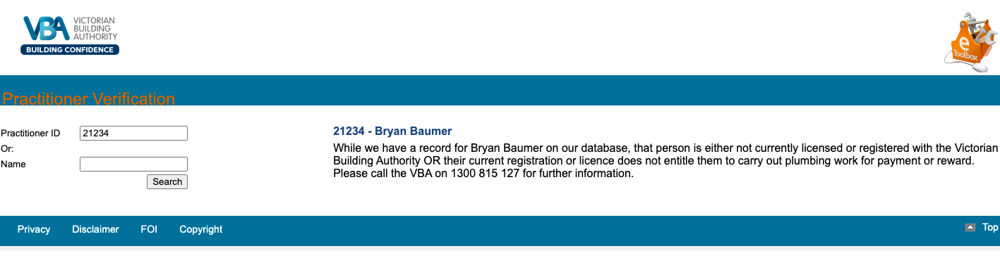 VBA VICTORIAN
BUILDING
AUTHORITY
BUILDING CONFIDENCE
e
Toolbox
Practitioner Verification
Practitioner ID 21234
Or:
Name
Search
21234 - Bryan Baumer
While we have a record for Bryan Baumer on our database, that person is either not currently licensed or registered with the Victorian
Building Authority OR their current registration or licence does not entitle them to carry out plumbing work for payment or reward.
Please call the VBA on 1300 815 127 for further information.
Privacy Disclaimer FOI Copyright
Top